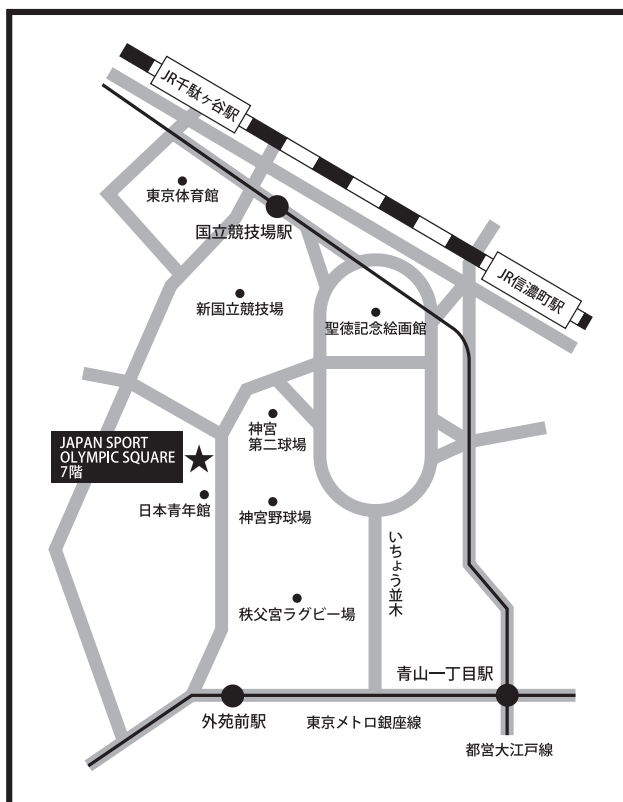 JR千駄ヶ谷駅
東京体育館
国立競技場駅
JR信濃町駅
新国立競技場
聖徳記念絵画館
神宮
第二球場
JAPAN SPORT
OLYMPIC SQUARE
7階
日本青年館
神宮野球場
いちょう並木
秩父宮ラグビー場
青山一丁目駅
外苑前駅
東京メトロ銀座線
都営大江戸線